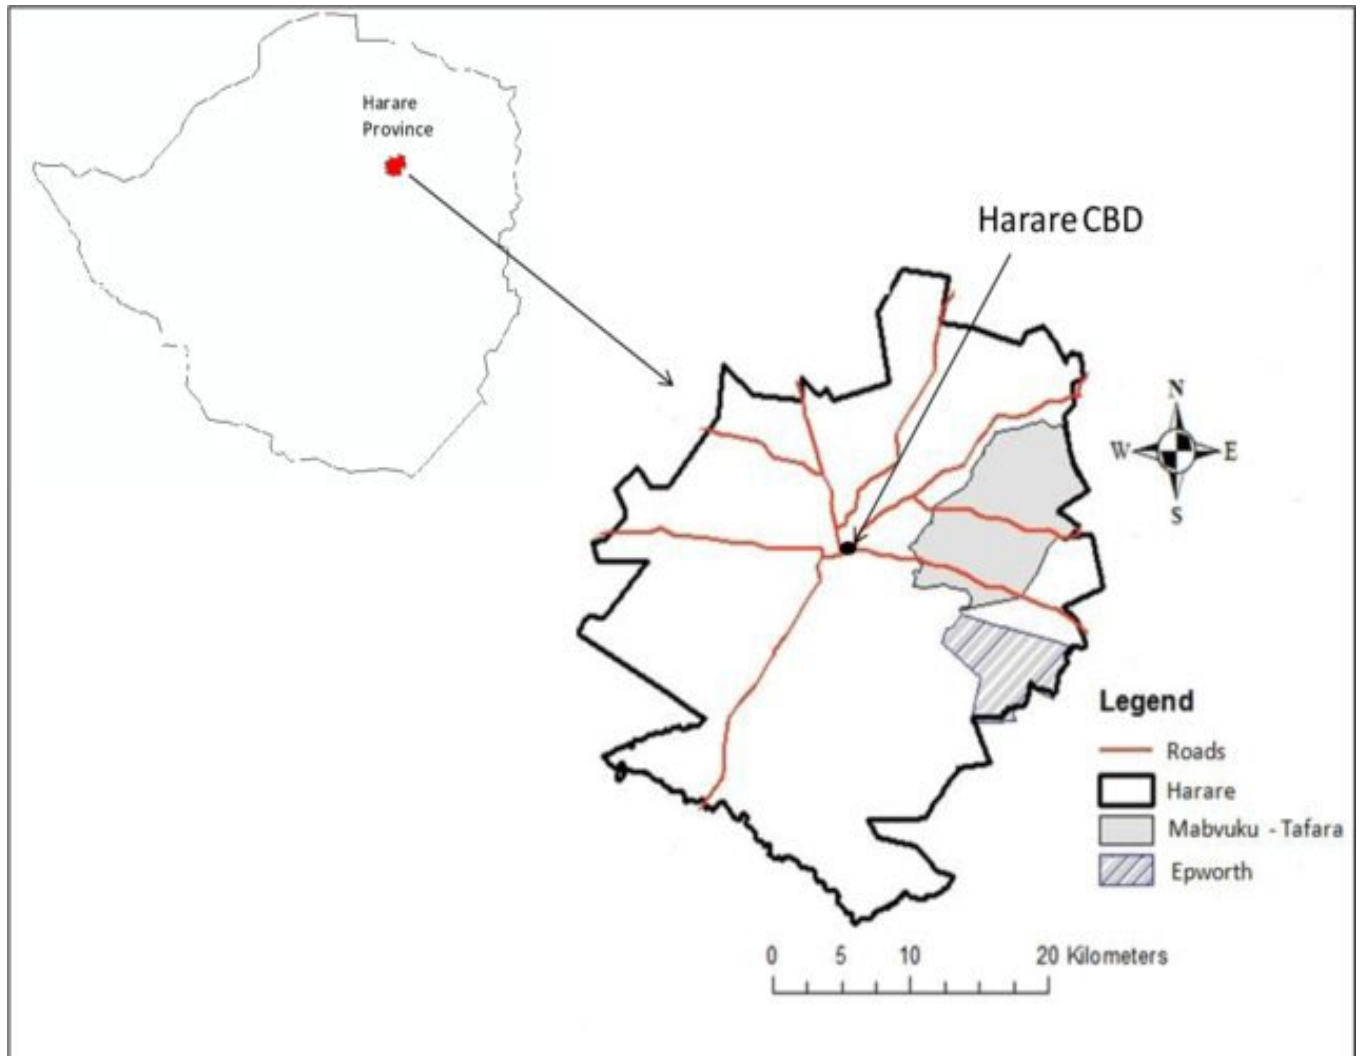 Harare
Province
Harare CBD
N
W E
S
Legend
Roads
Harare
Mabvuku - Tafara
Epworth
0 5 10 20 Kilometers